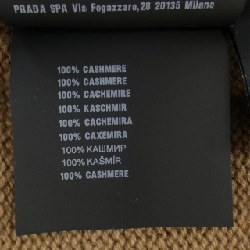 PRADA SPA Via Fogazzaro,28 20135 Milano
100% CASHMERE
100% CASHMERE
100% CACHEMIRE
100% KASCHMIR
100% CACHEMIRA
100% CAXEMIRA
100% КАШМИР
100% KAŠMÍR
100% CASHMERE